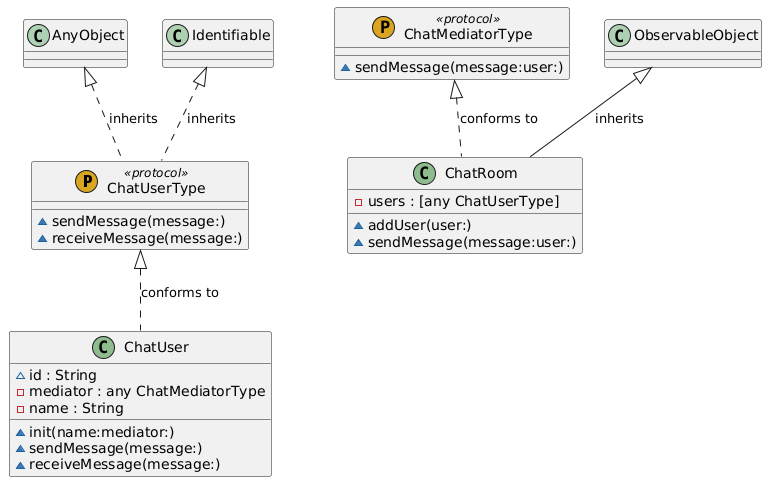 C AnyObject
C Identifiable
inherits
inherits
«protocol»
P ChatUserType
sendMessage(message:)
receiveMessage(message:)
conforms to
C ChatUser
id : String
mediator : any ChatMediatorType
name : String
init(name:mediator:)
sendMessage(message:)
receiveMessage(message:)
«protocol»
P ChatMediatorType
sendMessage(message:user:)
C ObservableObject
conforms to
inherits
C ChatRoom
users : [any ChatUserType]
addUser(user:)
sendMessage(message:user:)